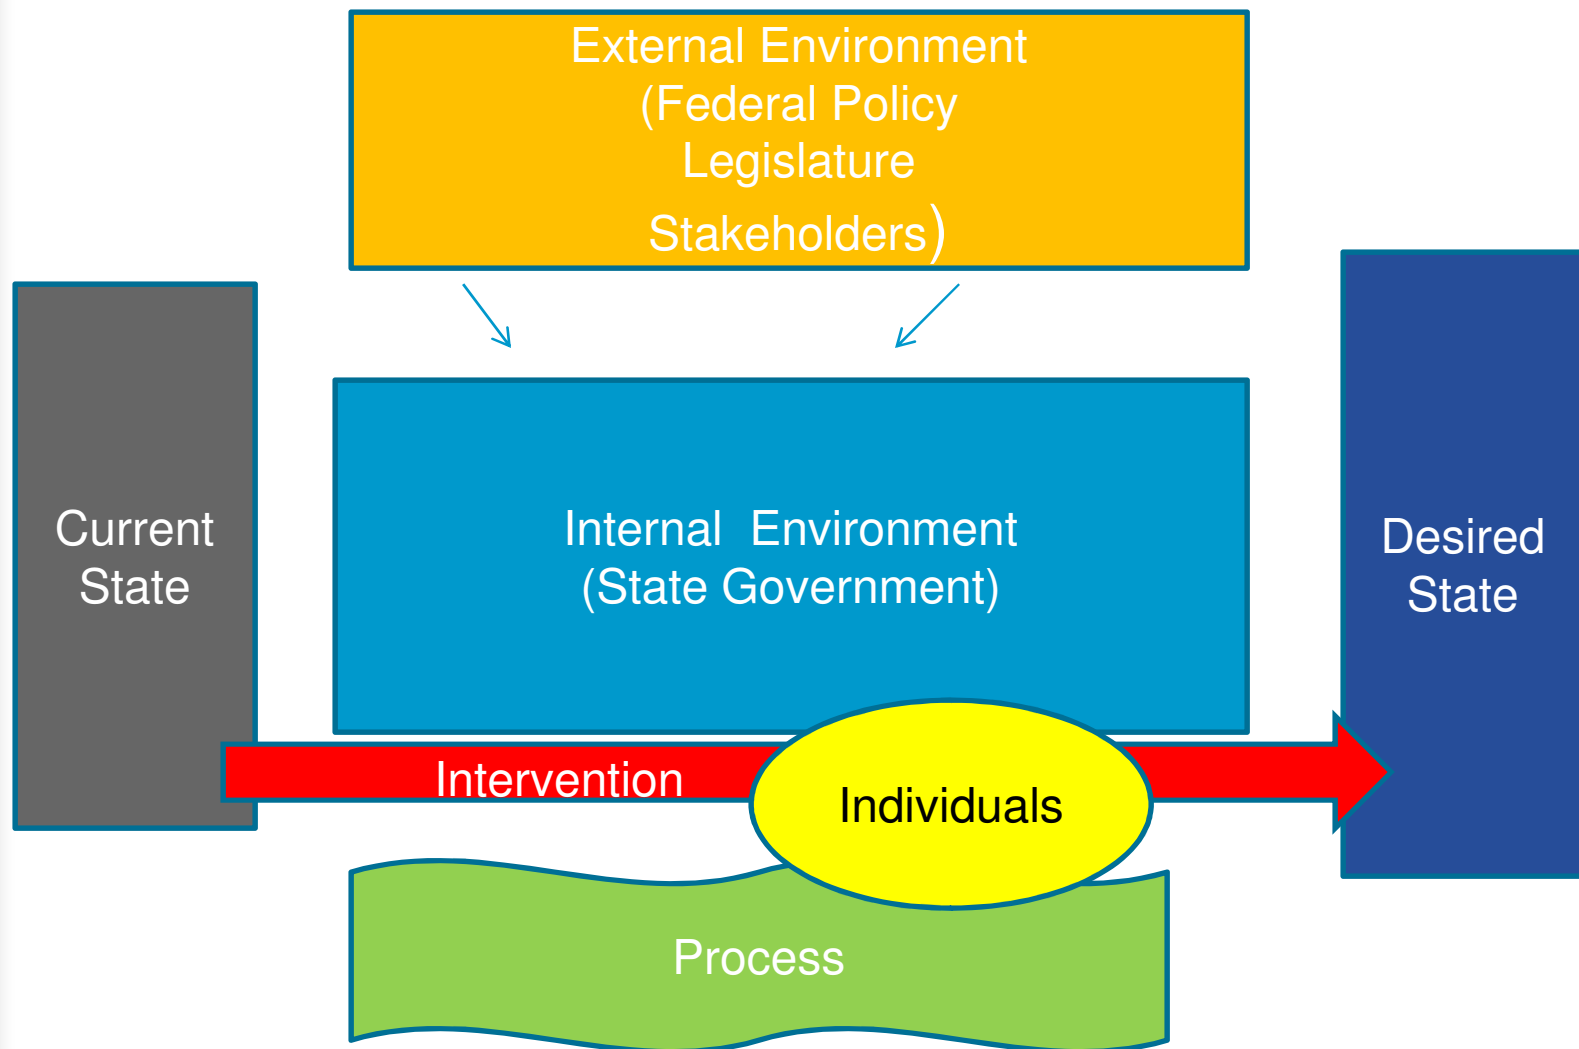 External Environment
(Federal Policy
Legislature
Stakeholders)
Current
State
Internal  Environment
(State Government)
Desired
State
Intervention
Individuals
Process